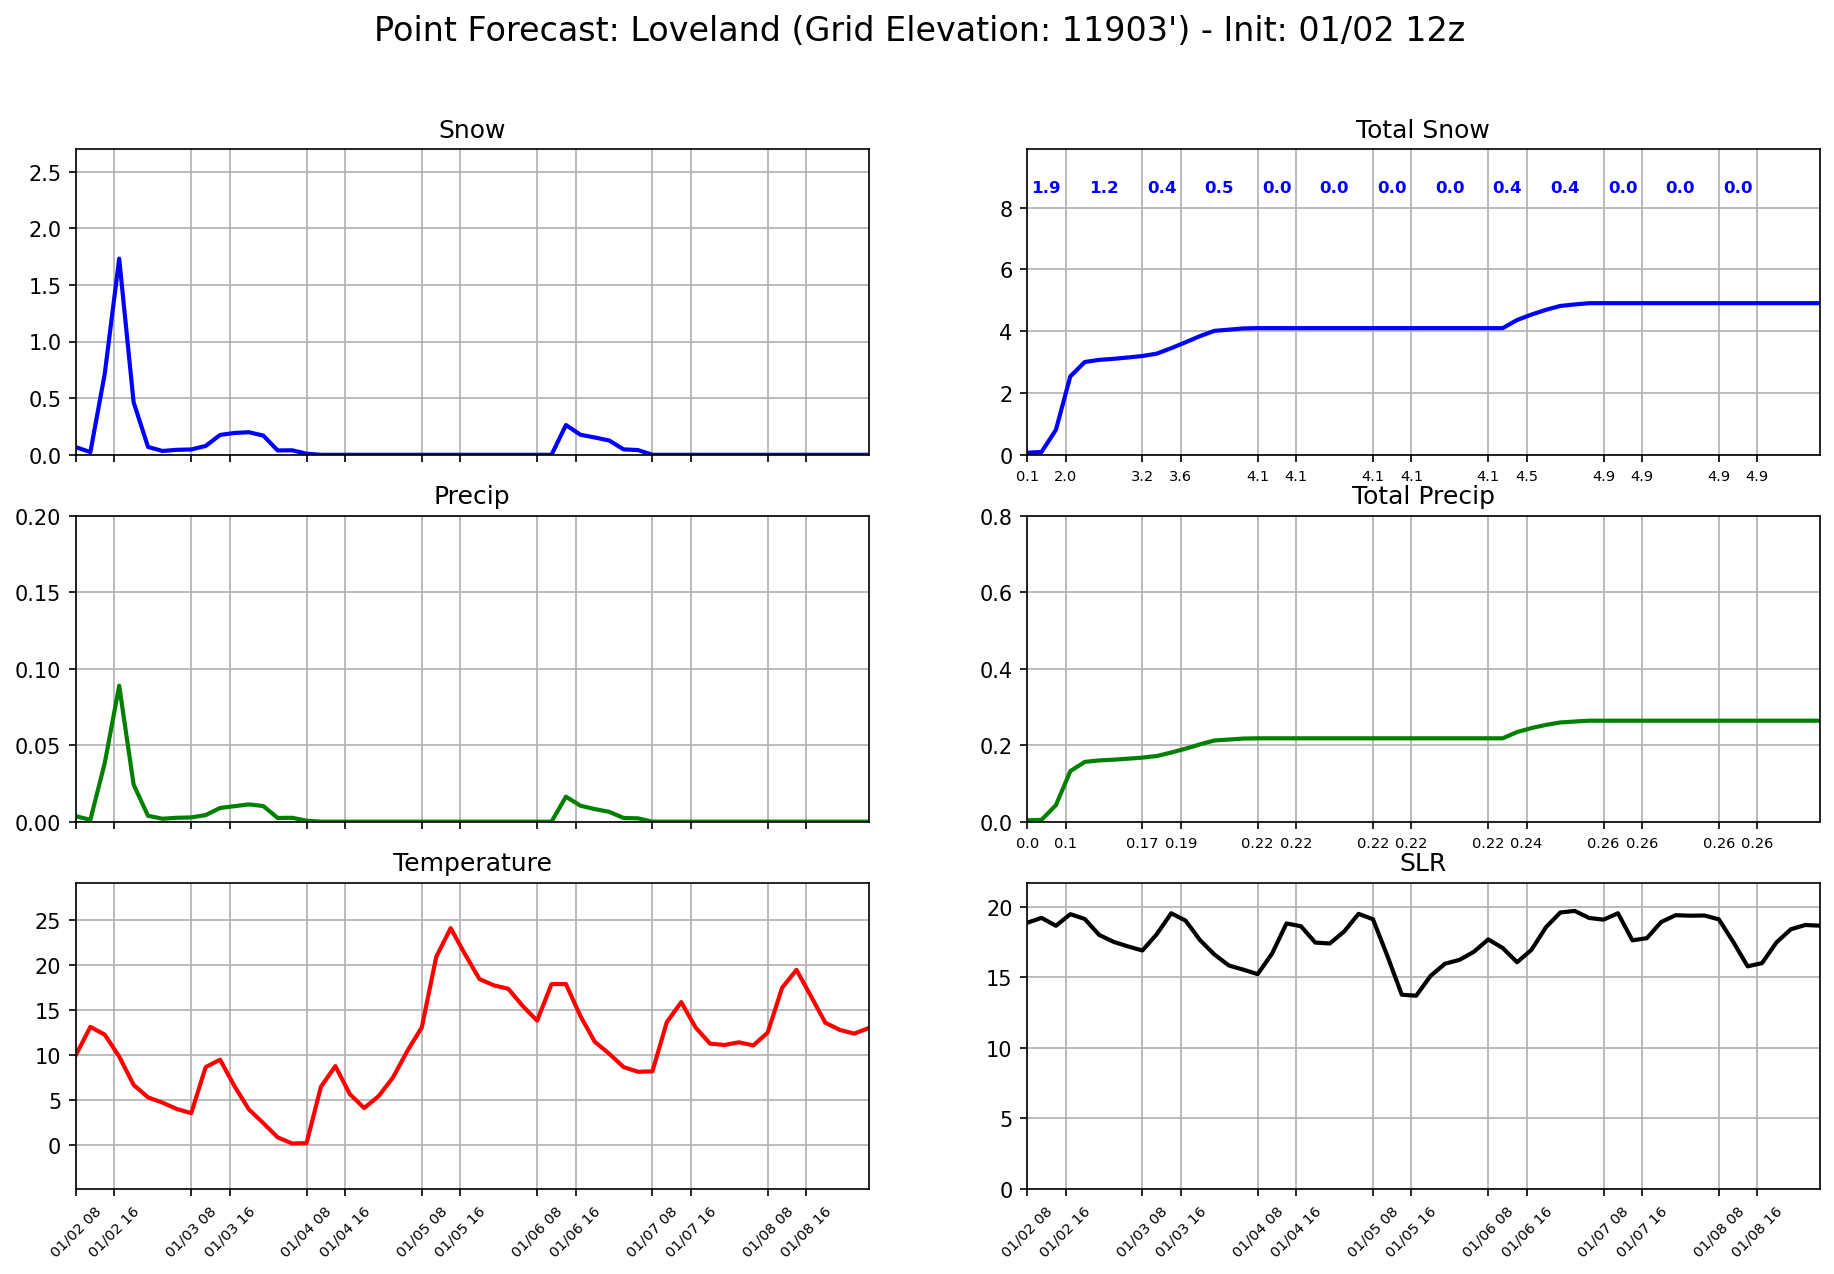 Point Forecast: Loveland (Grid Elevation: 11903') - Init: 01/02 12z
Snow
2.5
2.0
1.5
1.0
0.5
0.0
Total Snow
1.9 1.2 0.4 0.5 0.0 0.0 0.0 0.0 0.4 0.4 0.0 0.0 0.0
8
6
4
2
0
0.1 2.0 3.2 3.6 4.1 4.1 4.1 4.1 4.1 4.5 4.9 4.9 4.9 4.9
Precip
0.20
0.15
0.10
0.05
0.00
Total Precip
0.8
0.6
0.4
0.2
0.0
0.0 0.1 0.17 0.19 0.22 0.22 0.22 0.22 0.22 0.24 0.26 0.26 0.26 0.26
Temperature
25
20
15
10
5
0
01/02 08 01/02 16 01/03 08 01/03 16 01/04 08 01/04 16 01/05 08 01/05 16 01/06 08 01/06 16 01/07 08 01/07 16 01/08 08 01/08 16
SLR
20
15
10
5
0
01/02 08 01/02 16 01/03 08 01/03 16 01/04 08 01/04 16 01/05 08 01/05 16 01/06 08 01/06 16 01/07 08 01/07 16 01/08 08 01/08 16